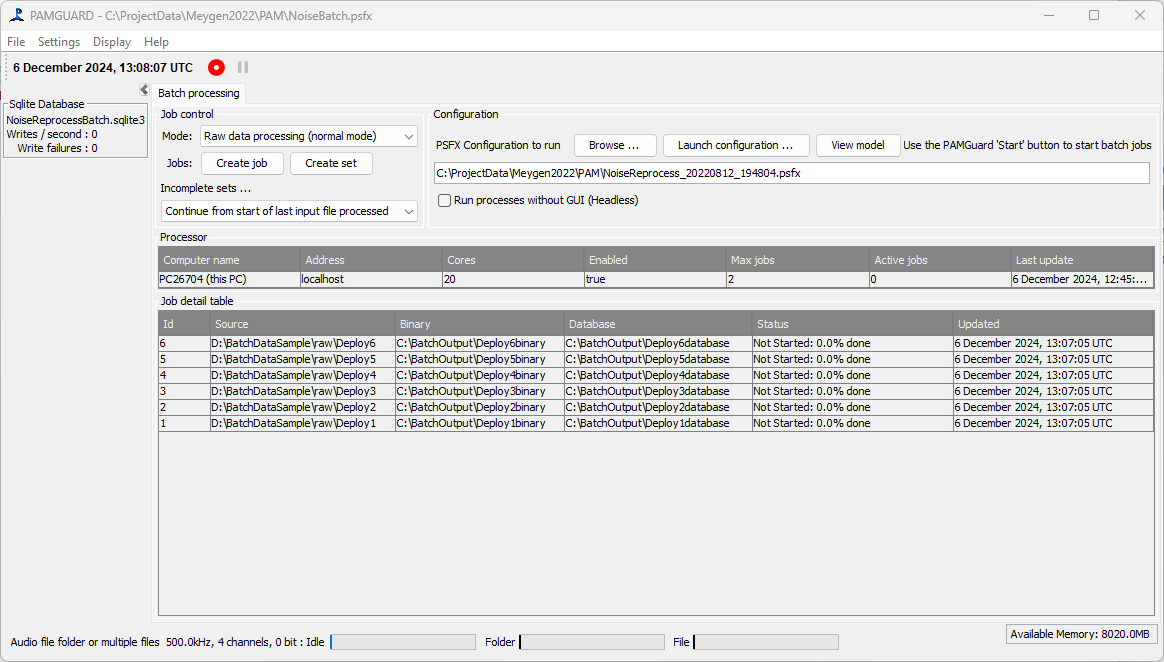 PAMGUARD - C:\ProjectData\Meygen2022\PAM\NoiseBatch.psfx
File Settings Display Help
6 December 2024, 13:08:07 UTC
Sqlite Database
NoiseReprocessBatch.sqlite3
Writes / second : 0
Write failures : 0
Batch processing
Job control
Mode: Raw data processing (normal mode)
Jobs: Create job Create set
Incomplete sets ...
Continue from start of last input file processed
Configuration
PSFX Configuration to run Browse ... Launch configuration ... View model Use the PAMGuard 'Start' button to start batch jobs
C:\ProjectData\Meygen2022\PAM\NoiseReprocess_20220812_194804.psfx
Run processes without GUI (Headless)
Processor
Computer name Address Cores Enabled Max jobs Active jobs Last update
PC26704 (this PC) localhost 20 true 2 0 6 December 2024, 12:45:...
Job detail table
Id Source Binary Database Status Updated
6 D:\BatchDataSample\raw\Deploy6 C:\BatchOutput\Deploy6binary C:\BatchOutput\Deploy6database Not Started: 0.0% done 6 December 2024, 13:07:05 UTC
5 D:\BatchDataSample\raw\Deploy5 C:\BatchOutput\Deploy5binary C:\BatchOutput\Deploy5database Not Started: 0.0% done 6 December 2024, 13:07:05 UTC
4 D:\BatchDataSample\raw\Deploy4 C:\BatchOutput\Deploy4binary C:\BatchOutput\Deploy4database Not Started: 0.0% done 6 December 2024, 13:07:05 UTC
3 D:\BatchDataSample\raw\Deploy3 C:\BatchOutput\Deploy3binary C:\BatchOutput\Deploy3database Not Started: 0.0% done 6 December 2024, 13:07:05 UTC
2 D:\BatchDataSample\raw\Deploy2 C:\BatchOutput\Deploy2binary C:\BatchOutput\Deploy2database Not Started: 0.0% done 6 December 2024, 13:07:05 UTC
1 D:\BatchDataSample\raw\Deploy1 C:\BatchOutput\Deploy1binary C:\BatchOutput\Deploy1database Not Started: 0.0% done 6 December 2024, 13:07:05 UTC
Audio file folder or multiple files 500.0kHz, 4 channels, 0 bit : Idle Folder File Available Memory: 8020.0MB